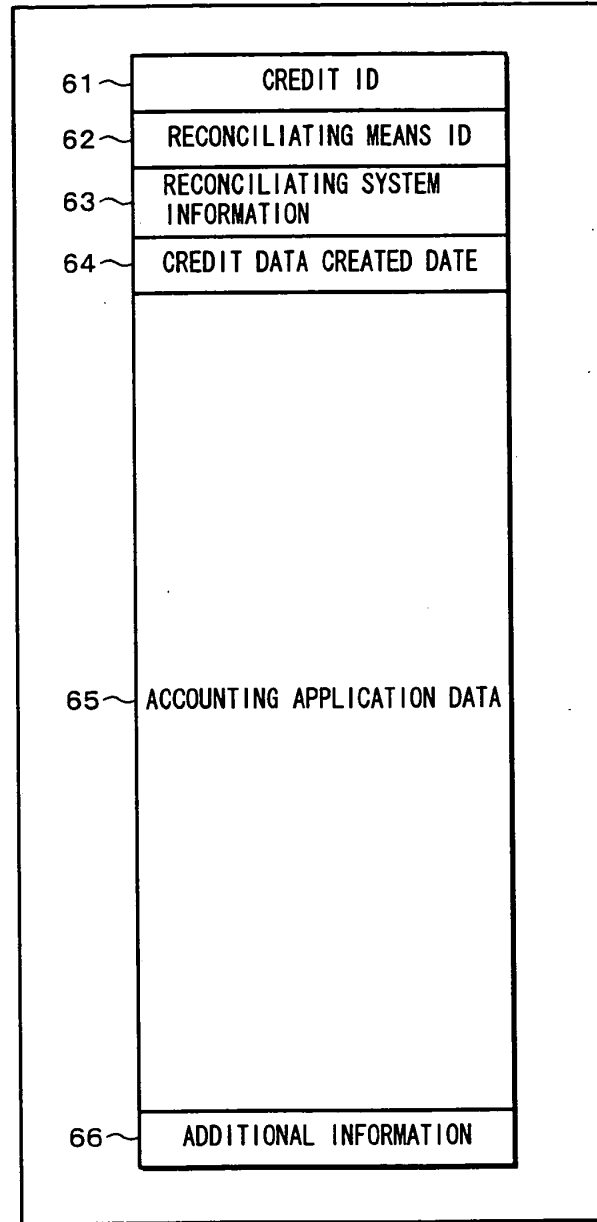 61 CREDIT ID
62 RECONCILIATING MEANS ID
63 RECONCILIATING SYSTEM
INFORMATION
64 CREDIT DATA CREATED DATE
65 ACCOUNTING APPLICATION DATA
66 ADDITIONAL INFORMATION